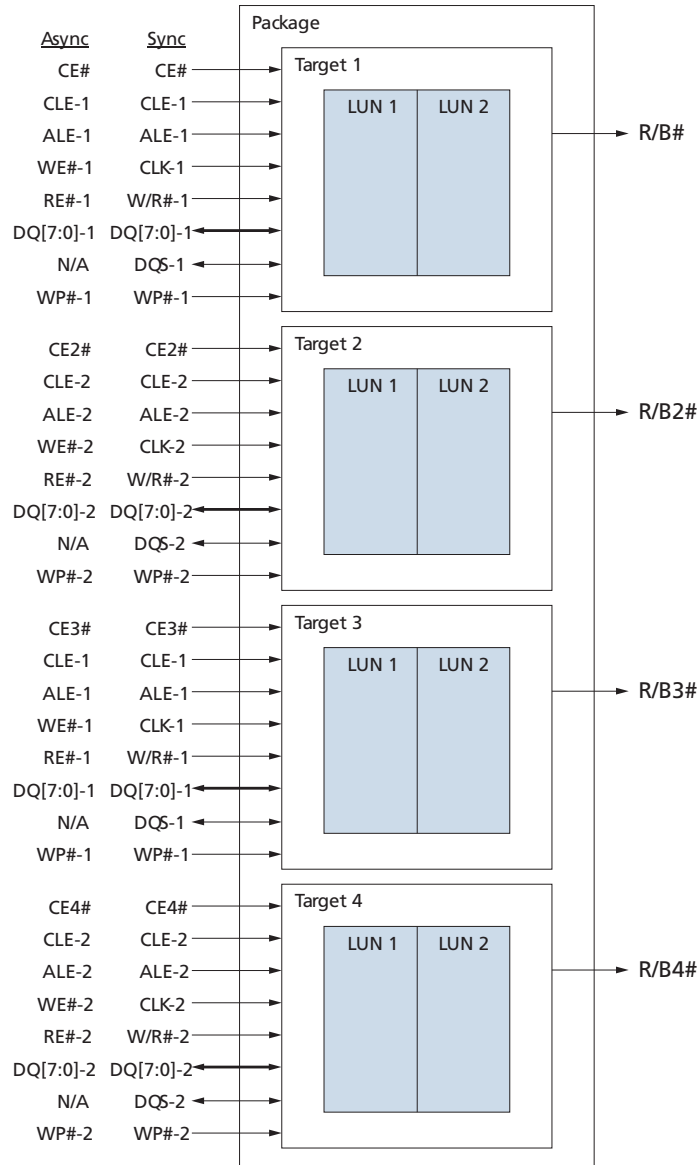 Package
Async Sync
Target 1
CE# CE#
CLE-1 CLE-1
LUN 1 LUN 2
ALE-1 ALE-1
R/B#
WE#-1 CLK-1
RE#-1 W/R#-1
DQ[7:0]-1 DQ[7:0]-1
N/A DQS-1
WP#-1 WP#-1
Target 2
CE2# CE2#
CLE-2 CLE-2
LUN 1 LUN 2
ALE-2 ALE-2
R/B2#
WE#-2 CLK-2
RE#-2 W/R#-2
DQ[7:0]-2 DQ[7:0]-2
N/A DQS-2
WP#-2 WP#-2
Target 3
CE3# CE3#
CLE-1 CLE-1
LUN 1 LUN 2
ALE-1 ALE-1
R/B3#
WE#-1 CLK-1
RE#-1 W/R#-1
DQ[7:0]-1 DQ[7:0]-1
N/A DQS-1
WP#-1 WP#-1
Target 4
CE4# CE4#
CLE-2 CLE-2
LUN 1 LUN 2
ALE-2 ALE-2
R/B4#
WE#-2 CLK-2
RE#-2 W/R#-2
DQ[7:0]-2 DQ[7:0]-2
N/A DQS-2
WP#-2 WP#-2